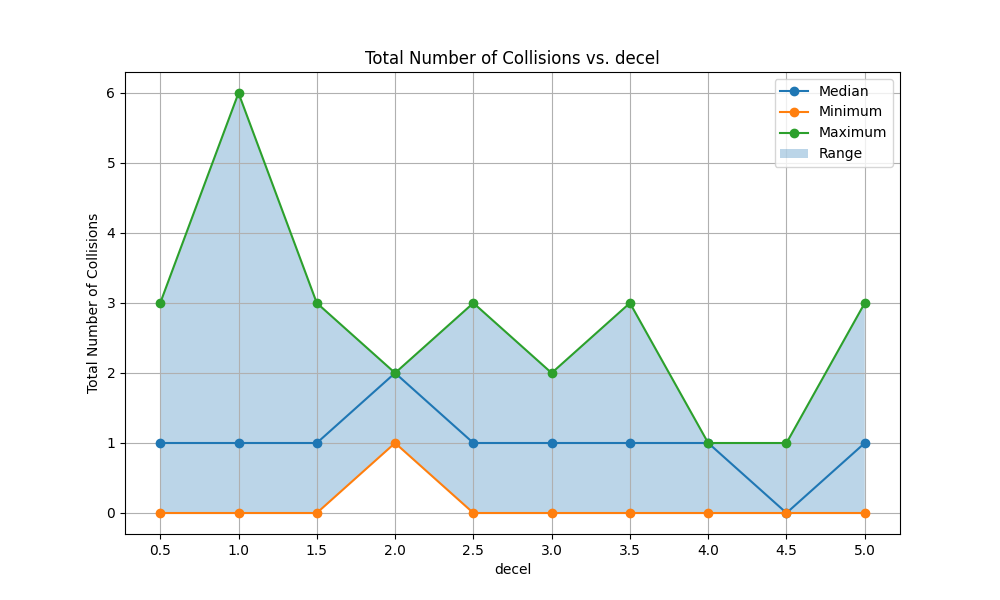 Total Number of Collisions vs. decel
Total Number of Collisions
6
5
4
3
2
1
0
Median
Minimum
Maximum
Range
0.5 1.0 1.5 2.0 2.5 3.0 3.5 4.0 4.5 5.0
decel